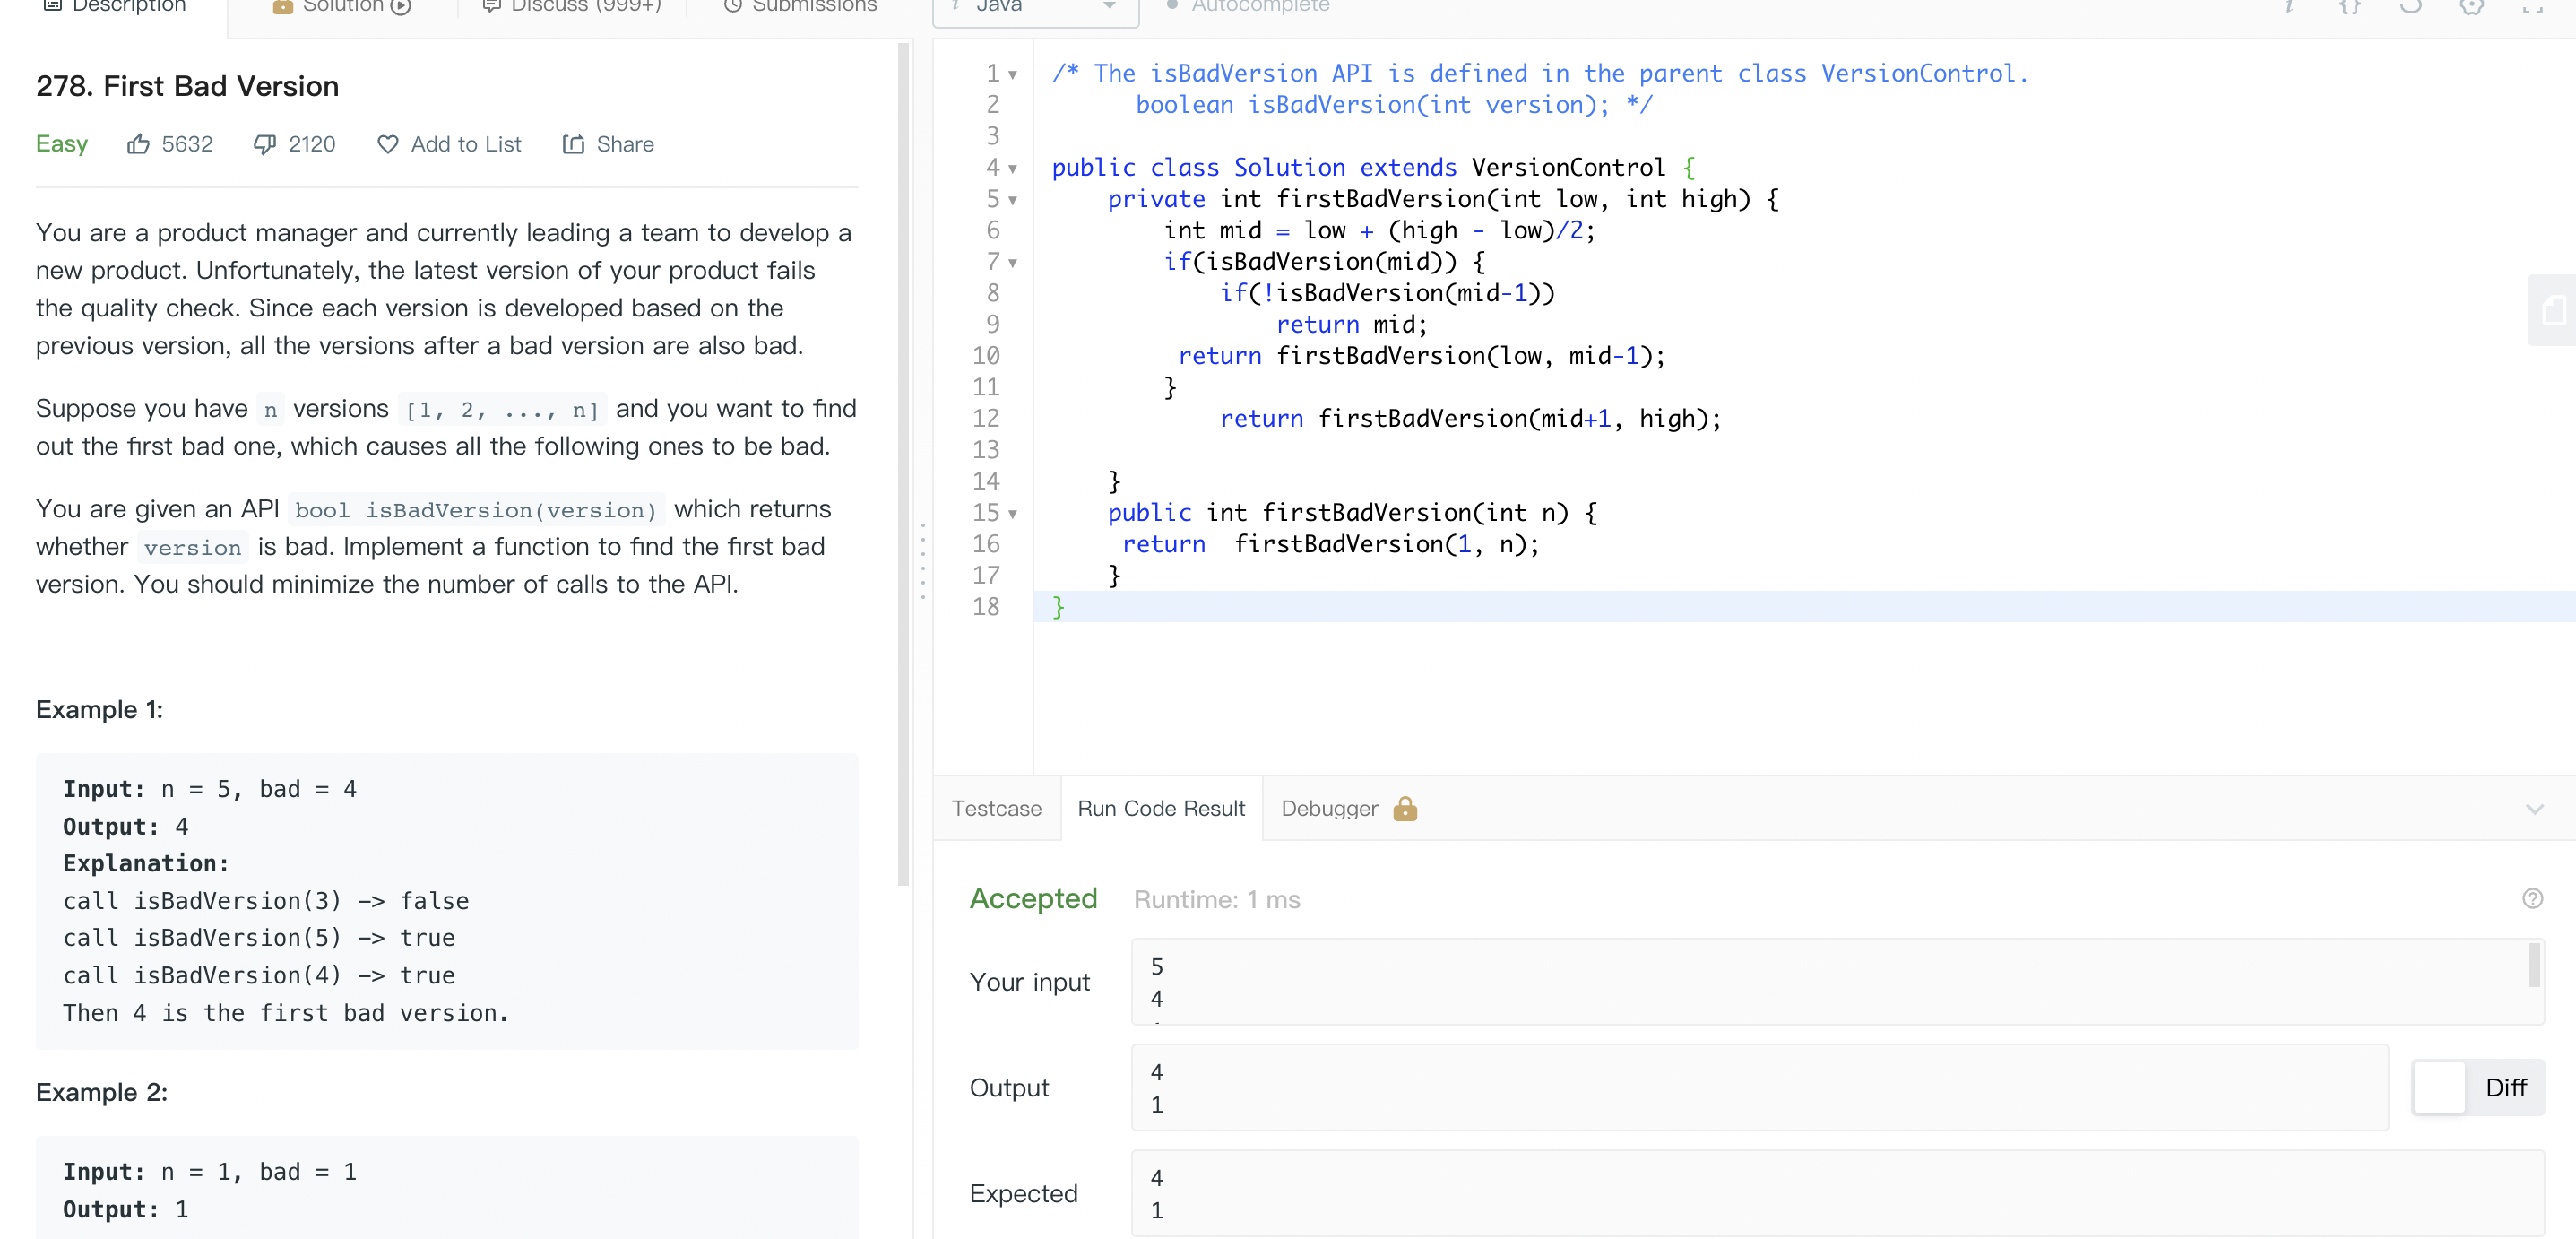 Description
Solution
Discuss (999+)
Submissions
278. First Bad Version
Easy 5632 2120 Add to List Share
You are a product manager and currently leading a team to develop a
new product. Unfortunately, the latest version of your product fails
the quality check. Since each version is developed based on the
previous version, all the versions after a bad version are also bad.
Suppose you have n versions [1, 2, ..., n] and you want to find
out the first bad one, which causes all the following ones to be bad.
You are given an API bool isBadVersion(version) which returns
whether version is bad. Implement a function to find the first bad
version. You should minimize the number of calls to the API.
Example 1:
Input: n = 5, bad = 4
Output: 4
Explanation:
call isBadVersion(3) -> false
call isBadVersion(5) -> true
call isBadVersion(4) -> true
Then 4 is the first bad version.
Example 2:
Input: n = 1, bad = 1
Output: 1
i Java
Autocomplete
i {}
1 /* The isBadVersion API is defined in the parent class VersionControl.
2 boolean isBadVersion(int version); */
3
4 public class Solution extends VersionControl {
5 private int firstBadVersion(int low, int high) {
6 int mid = low + (high - low)/2;
7 if(isBadVersion(mid)) {
8 if(!isBadVersion(mid-1))
9 return mid;
10 return firstBadVersion(low, mid-1);
11 }
12 return firstBadVersion(mid+1, high);
13
14 }
15 public int firstBadVersion(int n) {
16 return firstBadVersion(1, n);
17 }
18 }
Testcase
Run Code Result
Debugger
Accepted Runtime: 1 ms
Your input
5
4
Output
4
1
Diff
Expected
4
1